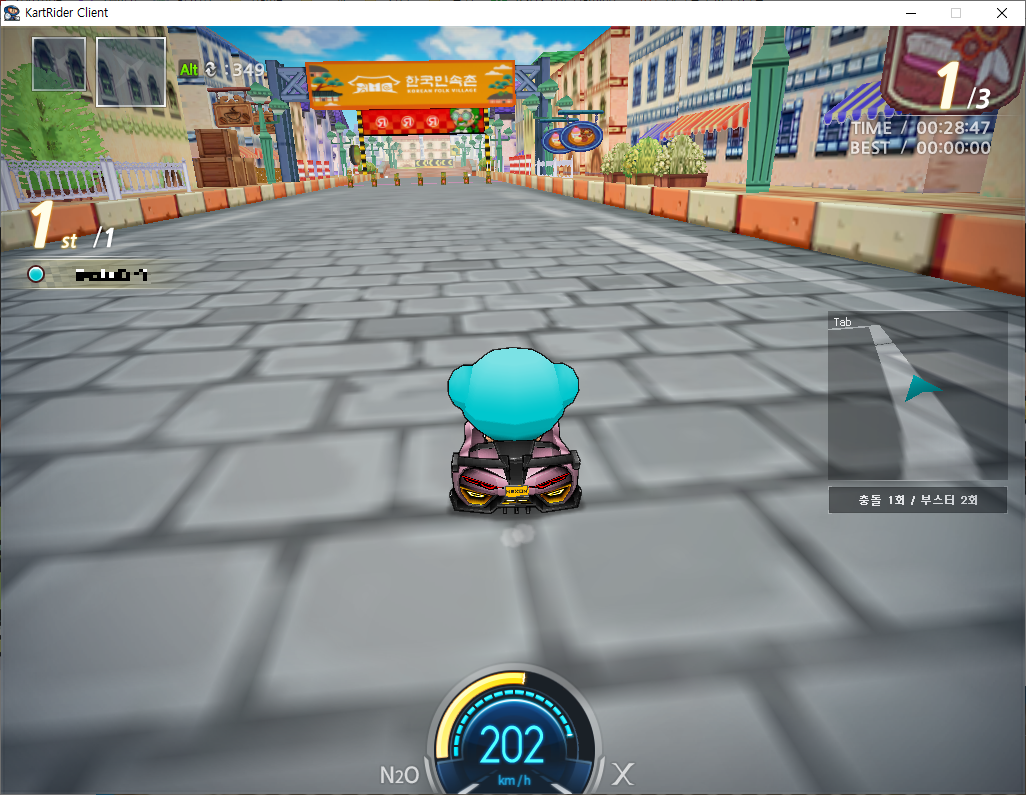 KartRider Client
Alt :349
한국민속촌
KOREAN FOLK VILLAGE
1/3
TIME / 00:28:47
BEST / 00:00:00
1st /1
Tab
충돌 1회 / 부스터 2회
NEXON
202
km/h
N2O
X